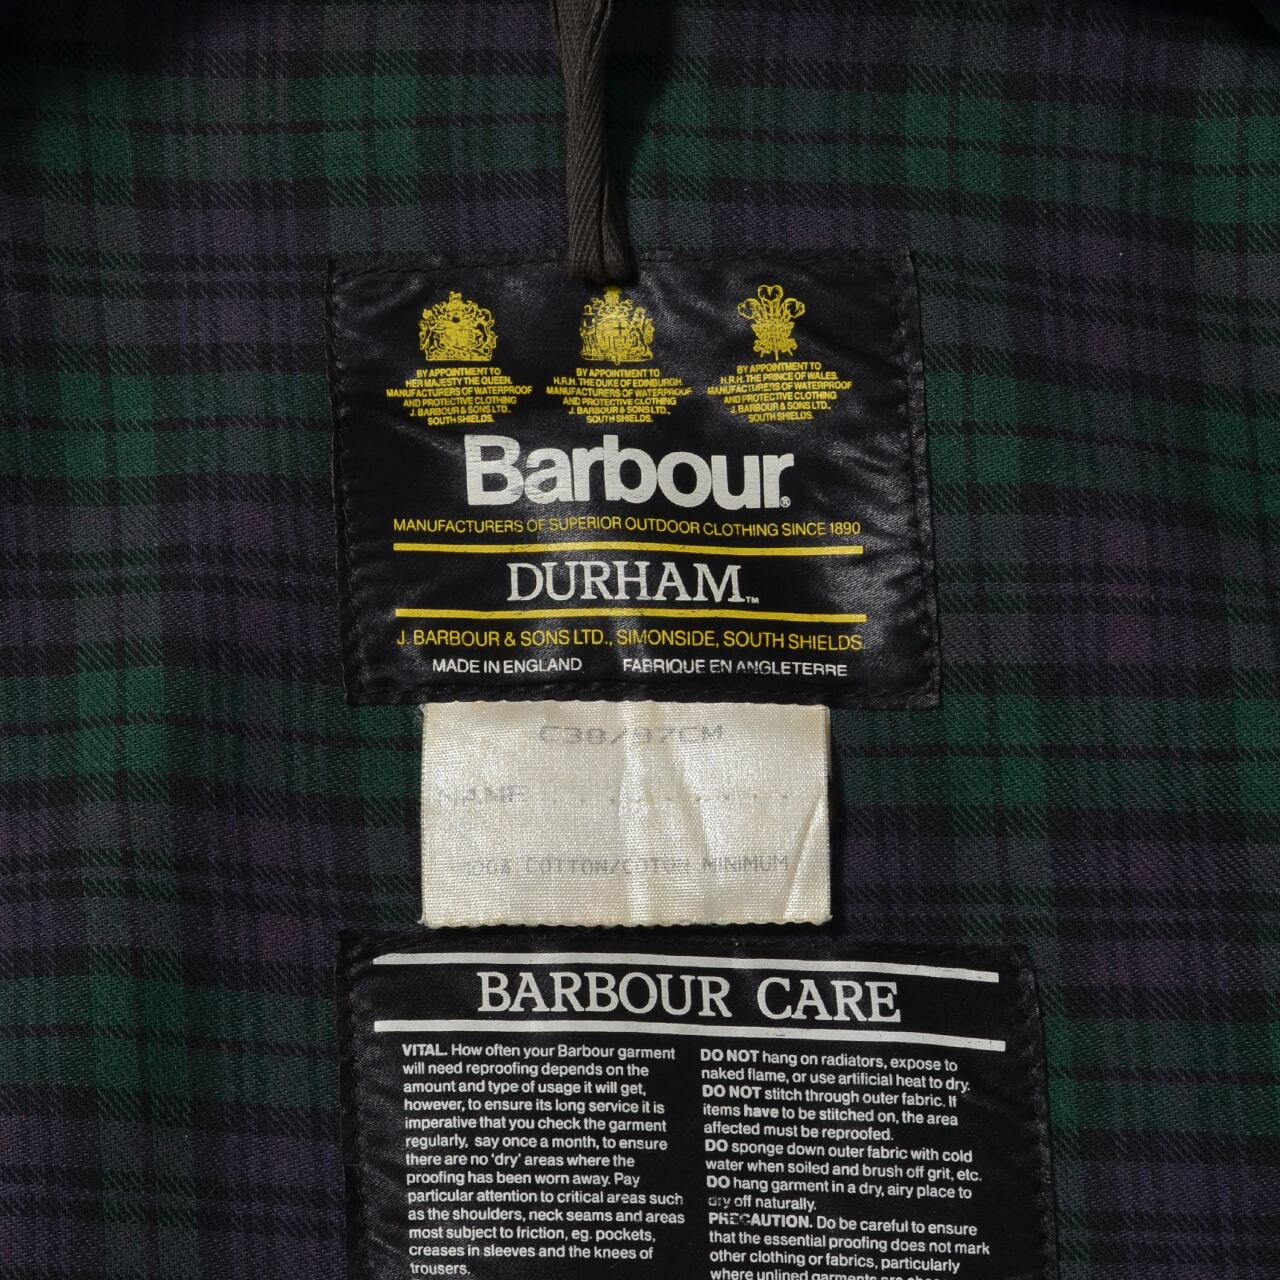 BY APPOINTMENT TO
HER MAJESTY THE QUEEN.
MANUFACTURERS OF WATERPROOF
AND PROTECTIVE CLOTHING
J. BARBOUR & SONS LTD.,
SOUTH SHIELDS.
BY APPOINTMENT TO
H.R.H. THE DUKE OF EDINBURGH.
MANUFACTURERS OF WATERPROOF
AND PROTECTIVE CLOTHING
J. BARBOUR & SONS LTD.,
SOUTH SHIELDS.
BY APPOINTMENT TO
H.R.H. THE PRINCE OF WALES.
MANUFACTURERS OF WATERPROOF
AND PROTECTIVE CLOTHING
J. BARBOUR & SONS LTD.,
SOUTH SHIELDS.
Barbour®
MANUFACTURERS OF SUPERIOR OUTDOOR CLOTHING SINCE 1890
DURHAM™
J. BARBOUR & SONS LTD., SIMONSIDE, SOUTH SHIELDS
MADE IN ENGLAND FABRIQUE EN ANGLETERRE
C38/97CM
NAME . . . . . . . . . .
100% COTTON/COTON MINIMUM
BARBOUR CARE
VITAL. How often your Barbour garment
will need reproofing depends on the
amount and type of usage it will get,
however, to ensure its long service it is
imperative that you check the garment
regularly, say once a month, to ensure
there are no 'dry' areas where the
proofing has been worn away. Pay
particular attention to critical areas such
as the shoulders, neck seams and areas
most subject to friction, eg. pockets,
creases in sleeves and the knees of
trousers.
DO NOT hang on radiators, expose to
naked flame, or use artificial heat to dry.
DO NOT stitch through outer fabric. If
items have to be stitched on, the area
affected must be reproofed.
DO sponge down outer fabric with cold
water when soiled and brush off grit, etc.
DO hang garment in a dry, airy place to
dry off naturally.
PRECAUTION. Do be careful to ensure
that the essential proofing does not mark
other clothing or fabrics, particularly
where unlined garments are